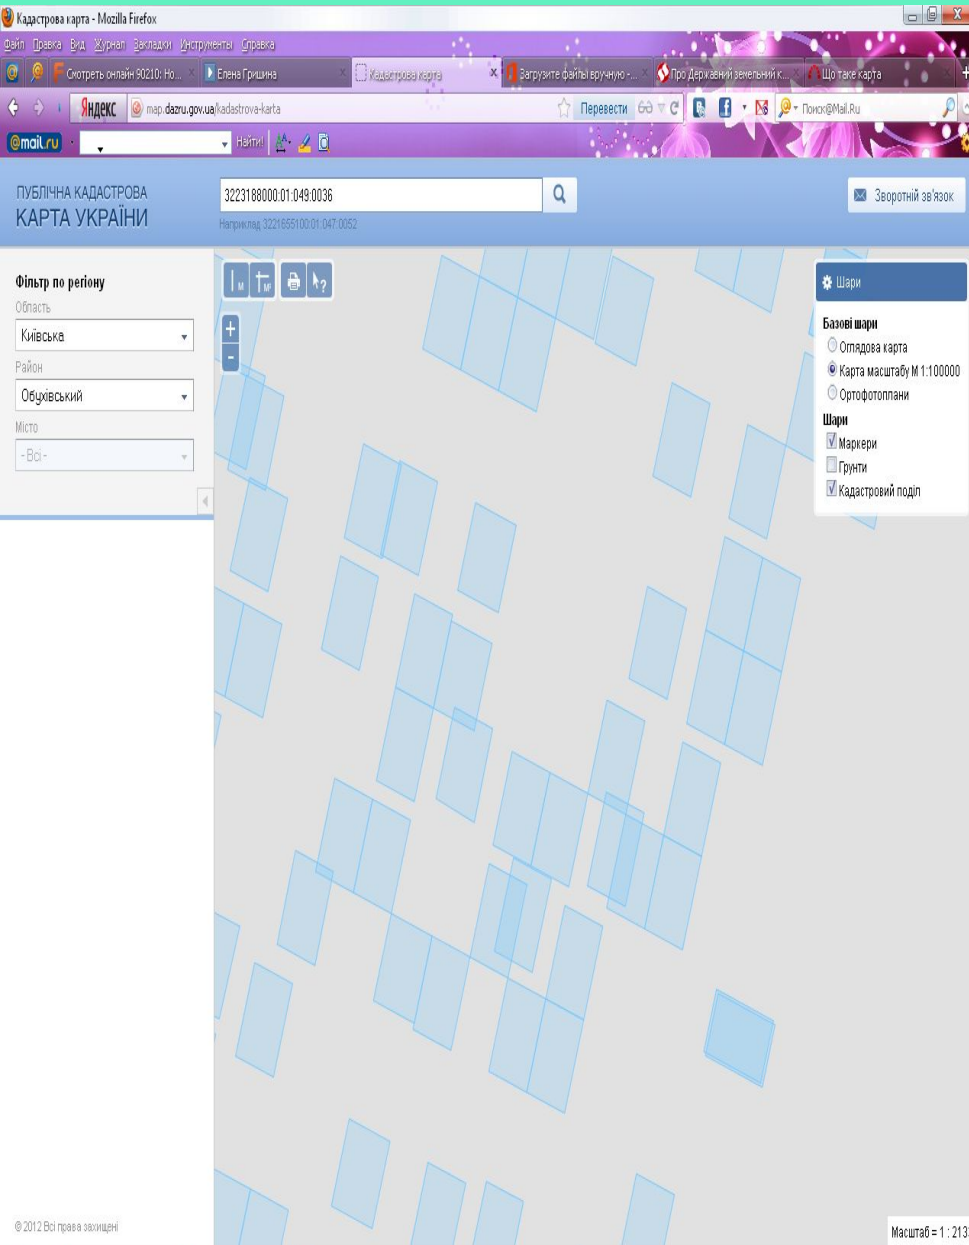 Кадастрова карта - Mozilla Firefox
Файл Правка Вид Журнал Закладки Инструменты Справка
Смотреть онлайн 90210: Но... Елена Гришина Кадастрова карта Загрузите файлы вручную -... Про Державний земельний к... Що таке карта
Яндекс map.dazru.gov.ua/kadastrova-karta Перевести Поиск@Mail.Ru
@mail.ru Найти!
ПУБЛІЧНА КАДАСТРОВА
КАРТА УКРАЇНИ
3223188000:01:049:0036
Наприклад:3221655100:01:047:0052
Зворотній зв'язок
Фільтр по регіону
Область
Київська
Район
Обухівський
Місто
- Всі -
Шари
Базові шари
Оглядова карта
Карта масштабу М 1:100000
Ортофотоплани
Шари
Маркери
Грунти
Кадастровий поділ
© 2012 Всі права захищені
Масштаб = 1 : 213